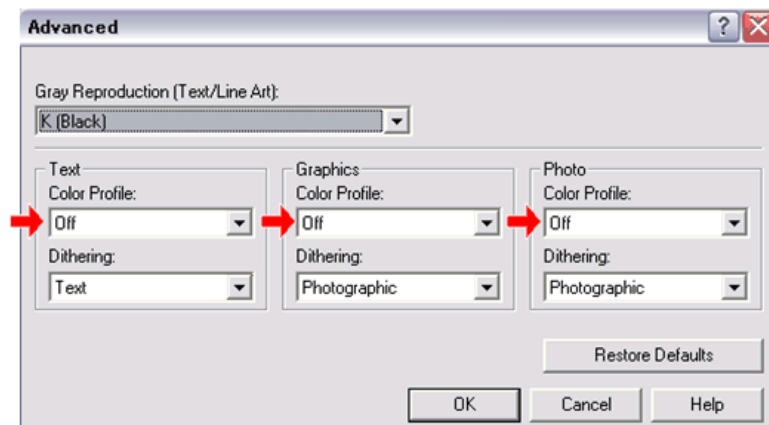 Advanced
Gray Reproduction (Text/Line Art):
K (Black)
Text Graphics Photo
Color Profile: Color Profile: Color Profile:
Off Off Off
Dithering: Dithering: Dithering:
Text Photographic Photographic
Restore Defaults
OK Cancel Help